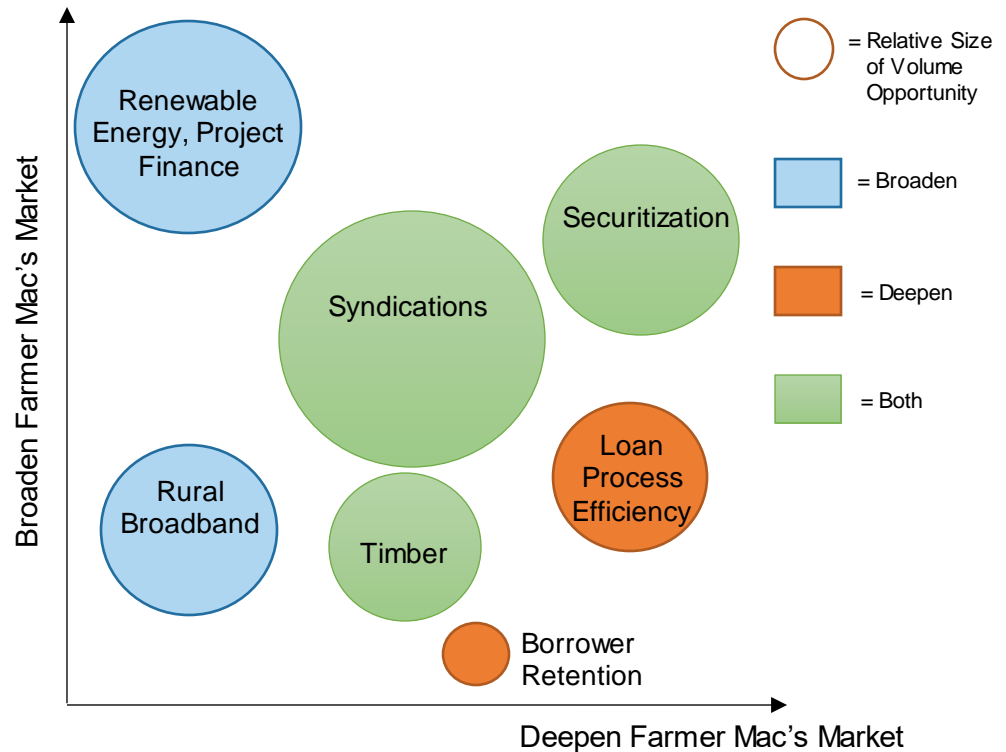 Broaden Farmer Mac's Market
Renewable
Energy, Project
Finance
Securitization
Syndications
Rural
Broadband
Timber
Loan
Process
Efficiency
Borrower
Retention
Deepen Farmer Mac's Market
= Relative Size
of Volume
Opportunity
= Broaden
= Deepen
= Both